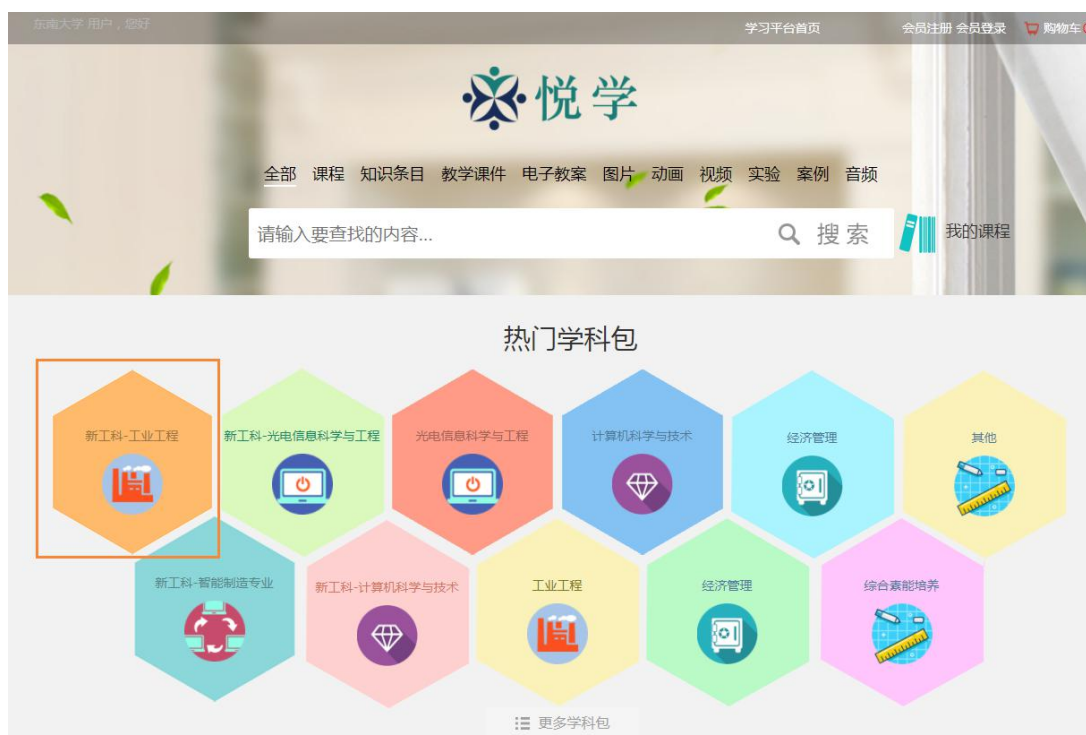 东南大学 用户，您好
学习平台首页
会员注册 会员登录
购物车
悦学
全部 课程 知识条目 教学课件 电子教案 图片 动画 视频 实验 案例 音频
请输入要查找的内容...
搜索
我的课程
热门学科包
新工科-工业工程
新工科-光电信息科学与工程
光电信息科学与工程
计算机科学与技术
经济管理
其他
新工科-智能制造专业
新工科-计算机科学与技术
工业工程
经济管理
综合素能培养
更多学科包